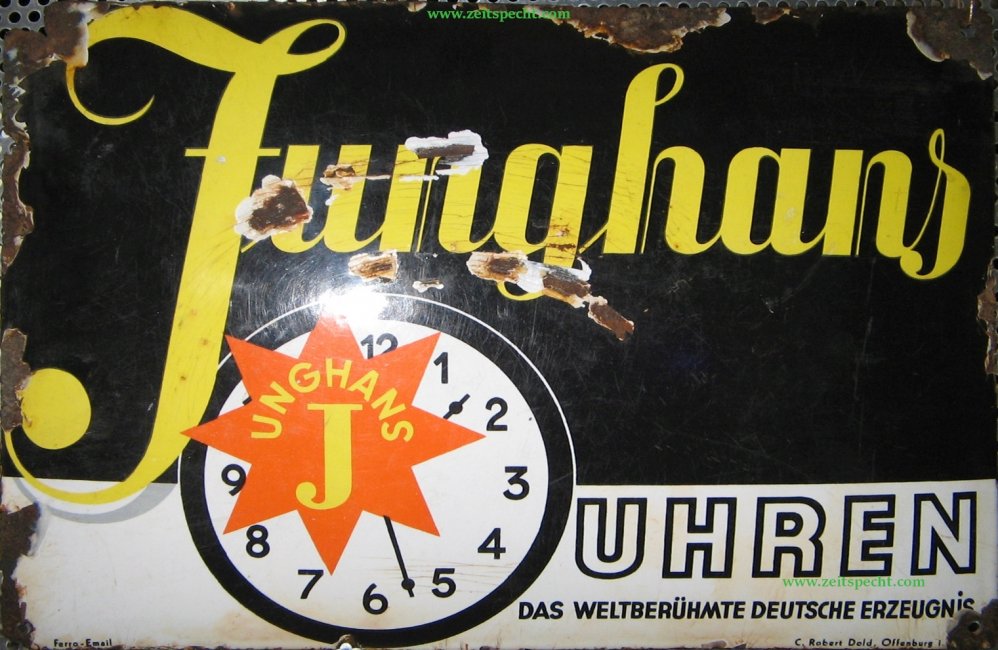 www.zeitspecht.com
Junghans
12
1
2
3
4
5
6
7
8
9
UNGHANS
J
UHREN
www.zeitspecht.com
DAS WELTBERÜHMTE DEUTSCHE ERZEUGNiS
Ferro-Email
C. Robert Dold, Offenburg i.